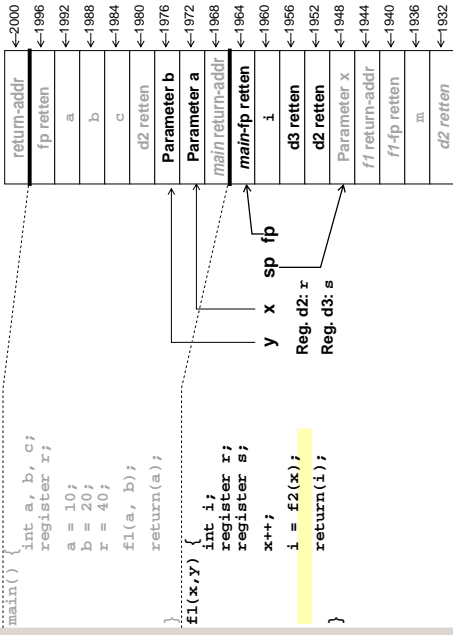 main() {
int a, b, c;
register r;
a = 10;
b = 20;
r = 40;
f1(a, b);
return(a);
}
f1(x,y) {
int i;
register r;
register s;
x++;
i = f2(x);
return(i);
}
y x sp fp
Reg. d2: r
Reg. d3: s
return-addr
fp retten
a
b
c
d2 retten
Parameter b
Parameter a
main return-addr
main-fp retten
i
d3 retten
d2 retten
Parameter x
f1 return-addr
f1-fp retten
m
d2 retten
2000
1996
1992
1988
1984
1980
1976
1972
1968
1964
1960
1956
1952
1948
1944
1940
1936
1932